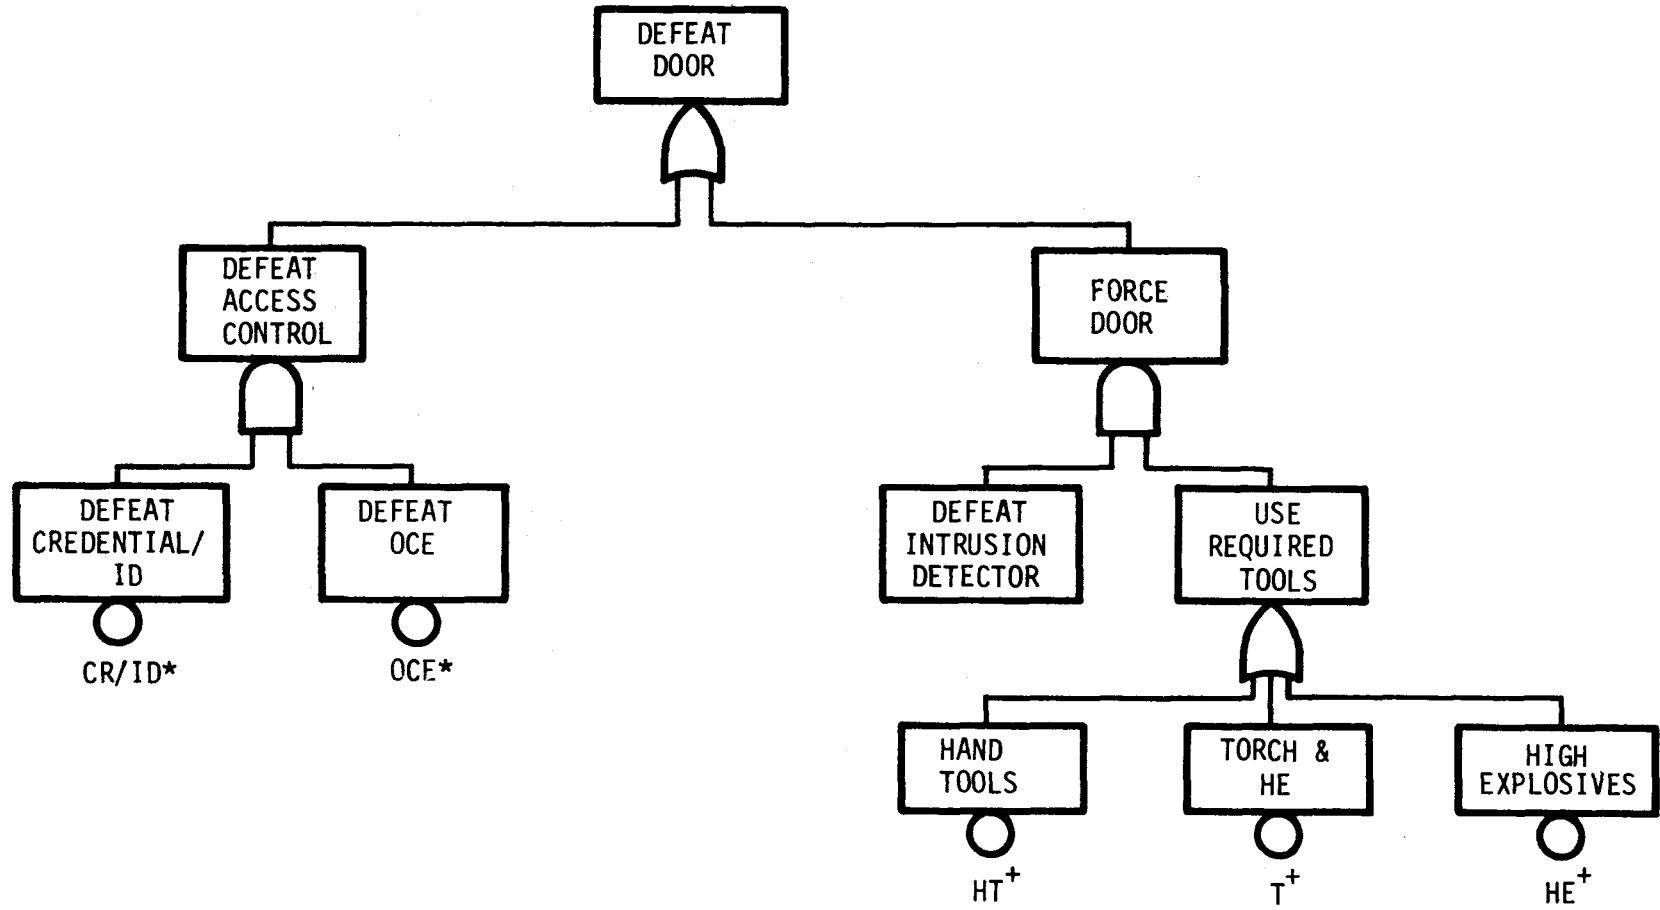 DEFEAT
DOOR
DEFEAT
ACCESS
CONTROL
FORCE
DOOR
DEFEAT
CREDENTIAL/
ID
DEFEAT
OCE
DEFEAT
INTRUSION
DETECTOR
USE
REQUIRED
TOOLS
CR/ID*
OCE*
HAND
TOOLS
TORCH &
HE
HIGH
EXPLOSIVES
HT+
T+
HE+